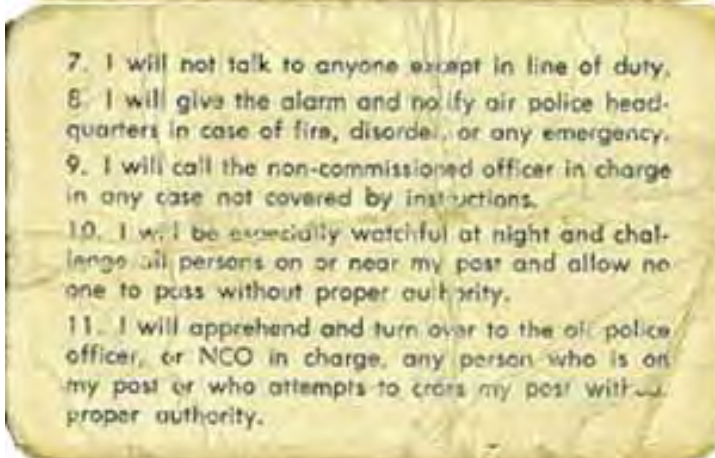 7. I will not talk to anyone except in line of duty.
8. I will give the alarm and notify air police head-
quarters in case of fire, disorder, or any emergency.
9. I will call the non-commissioned officer in charge
in any case not covered by instructions.
10. I will be especially watchful at night and chal-
lenge all persons on or near my post and allow no
one to pass without proper authority.
11. I will apprehend and turn over to the air police
officer, or NCO in charge, any person who is on
my post or who attempts to cross my post without
proper authority.